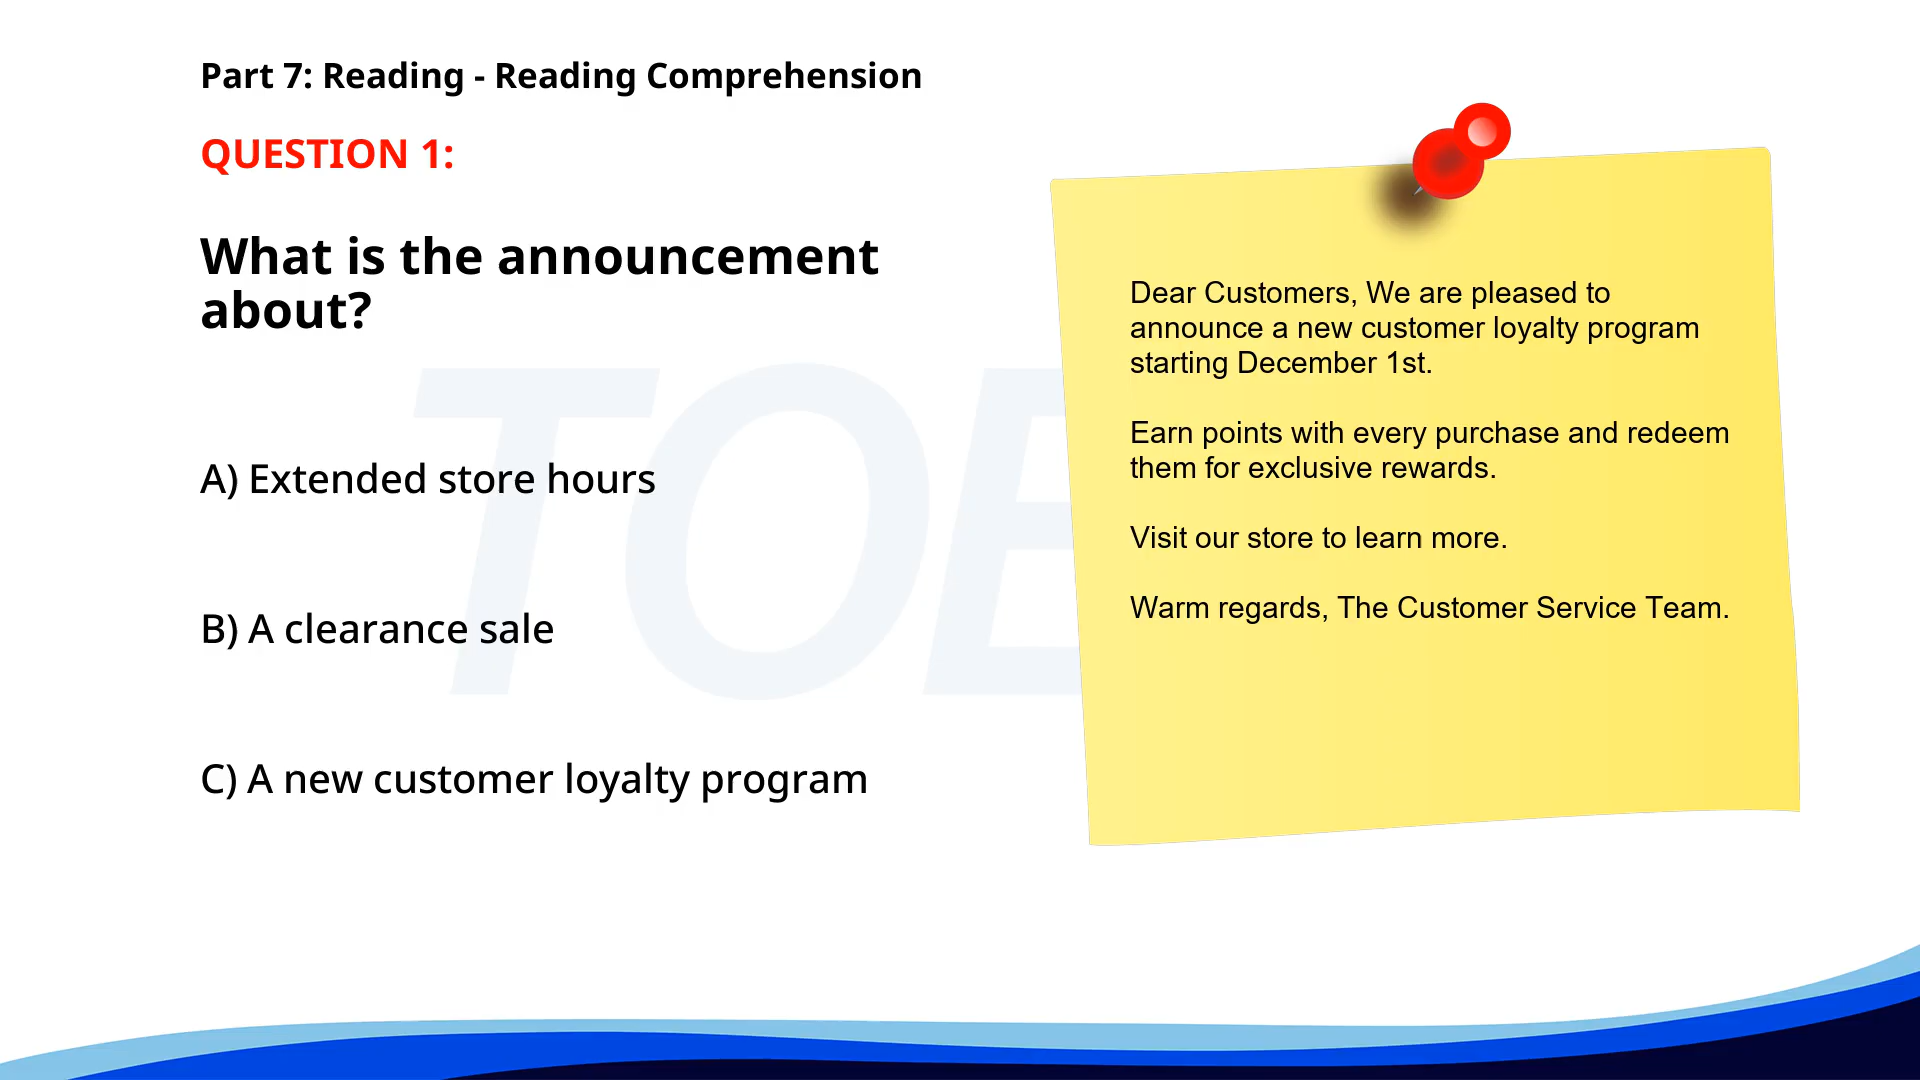 Part 7: Reading - Reading Comprehension
QUESTION 1:
What is the announcement
about?
A) Extended store hours
B) A clearance sale
C) A new customer loyalty program
Dear Customers, We are pleased to
announce a new customer loyalty program
starting December 1st.
Earn points with every purchase and redeem
them for exclusive rewards.
Visit our store to learn more.
Warm regards, The Customer Service Team.